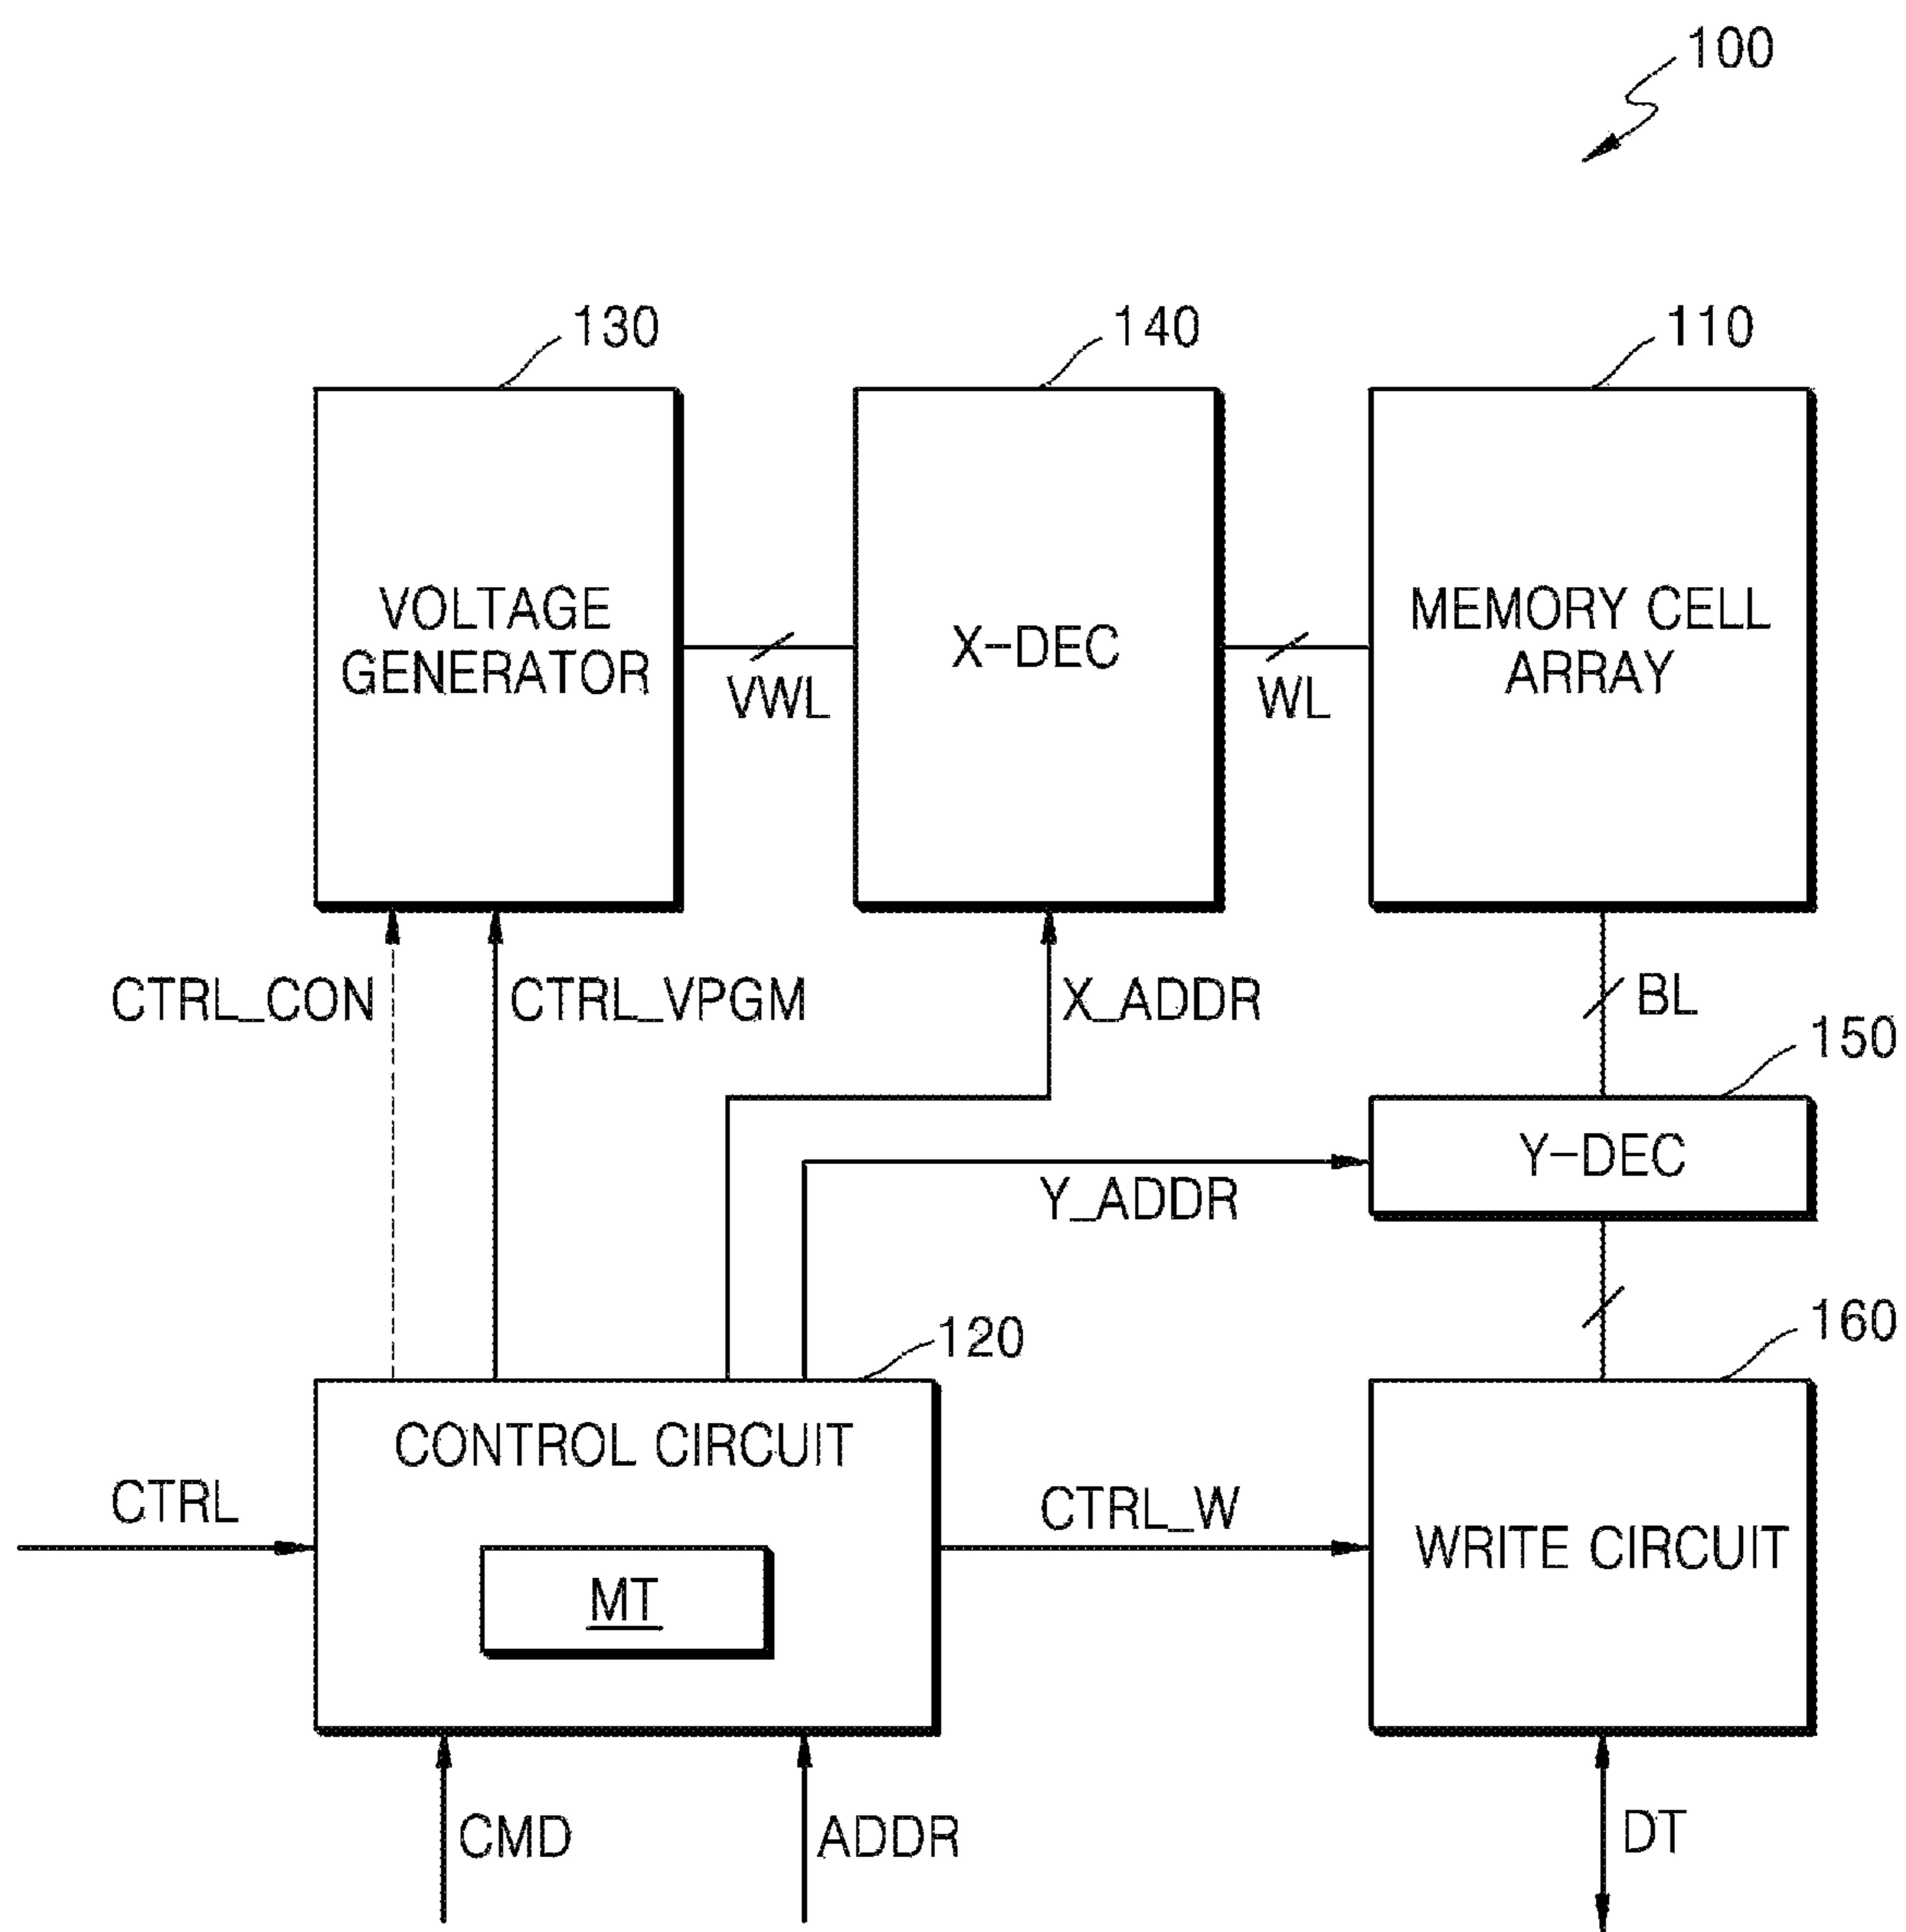 100
130
140
110
VOLTAGE
GENERATOR
VWL
X-DEC
WL
MEMORY CELL
ARRAY
CTRL_CON
CTRL_VPGM
X_ADDR
BL
150
Y-DEC
Y_ADDR
120
160
CONTROL CIRCUIT
CTRL
MT
CTRL_W
WRITE CIRCUIT
CMD
ADDR
DT